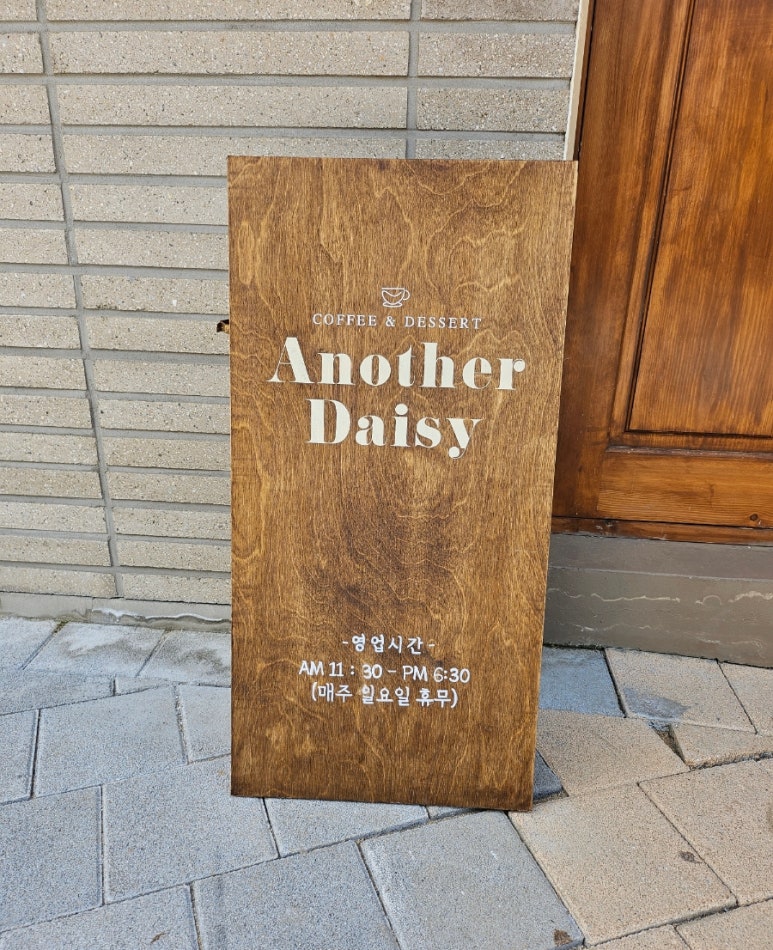 COFFEE & DESSERT
Another
Daisy
-영업시간-
AM 11 : 30 - PM 6:30
(매주 일요일 휴무)